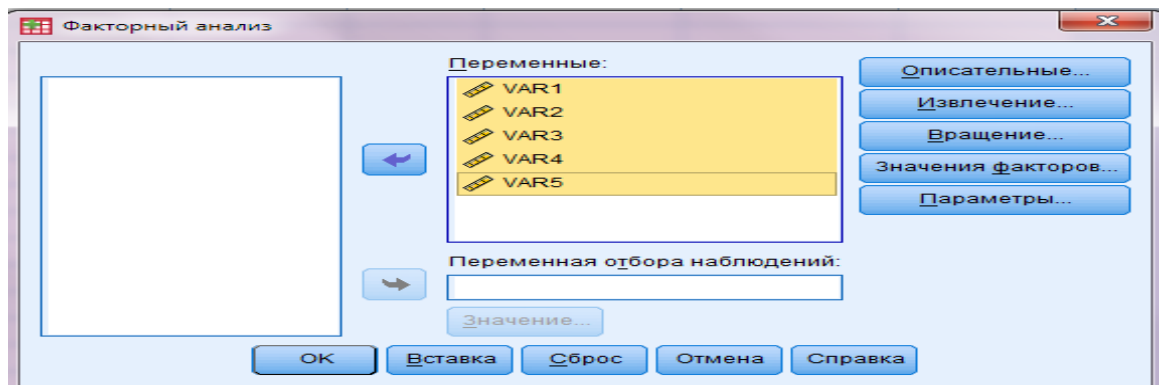 Факторный анализ
Переменные:
VAR1
VAR2
VAR3
VAR4
VAR5
Описательные...
Извлечение...
Вращение...
Значения факторов...
Параметры...
Переменная отбора наблюдений:
Значение...
OK Вставка Сброс Отмена Справка